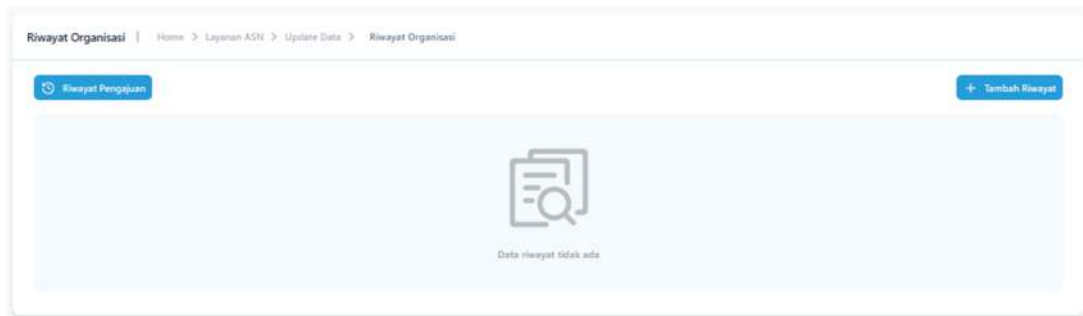 Riwayat Organisasi | Home > Layanan ASN > Update Data > Riwayat Organisasi
Riwayat Pengajuan
+ Tambah Riwayat
Data riwayat tidak ada